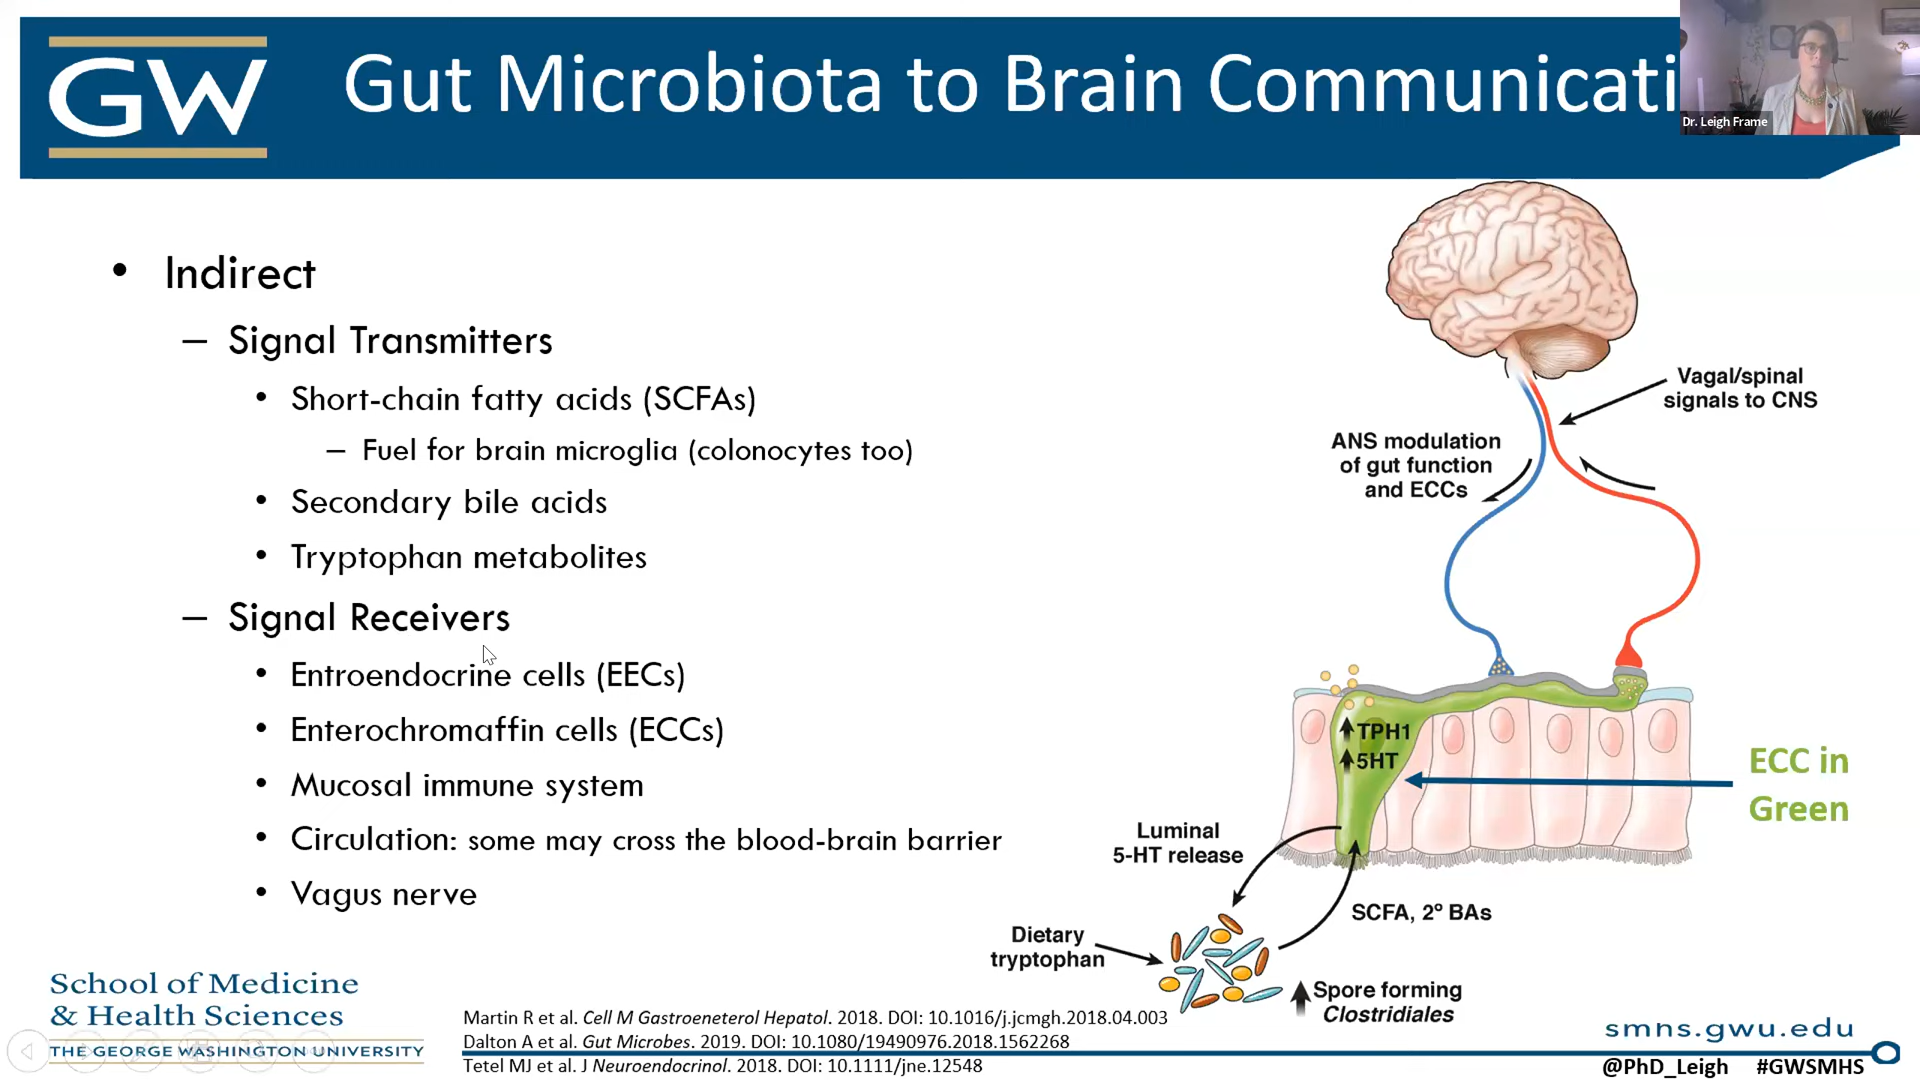 GW
Gut Microbiota to Brain Communicati
Dr. Leigh Frame
• Indirect
– Signal Transmitters
• Short-chain fatty acids (SCFAs)
– Fuel for brain microglia (colonocytes too)
• Secondary bile acids
• Tryptophan metabolites
– Signal Receivers
• Entroendocrine cells (EECs)
• Enterochromaffin cells (ECCs)
• Mucosal immune system
• Circulation: some may cross the blood-brain barrier
• Vagus nerve
Vagal/spinal
signals to CNS
ANS modulation
of gut function
and ECCs
TPH1
5HT
ECC in
Green
Luminal
5-HT release
SCFA, 2º BAs
Dietary
tryptophan
Spore forming
Clostridiales
School of Medicine
& Health Sciences
THE GEORGE WASHINGTON UNIVERSITY
Martin R et al. Cell M Gastroeneterol Hepatol. 2018. DOI: 10.1016/j.jcmgh.2018.04.003
Dalton A et al. Gut Microbes. 2019. DOI: 10.1080/19490976.2018.1562268
Tetel MJ et al. J Neuroendocrinol. 2018. DOI: 10.1111/jne.12548
smhs.gwu.edu
@PhD_Leigh #GWSMHS